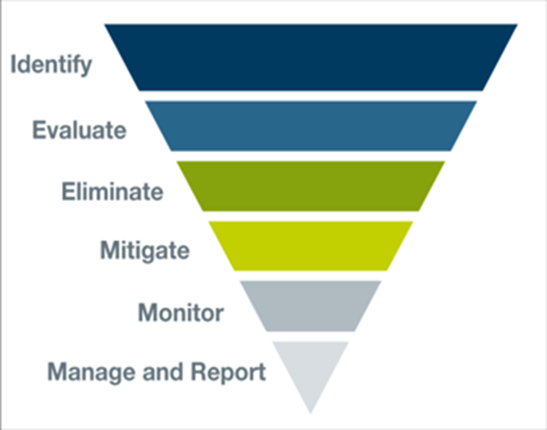 Identify
Evaluate
Eliminate
Mitigate
Monitor
Manage and Report